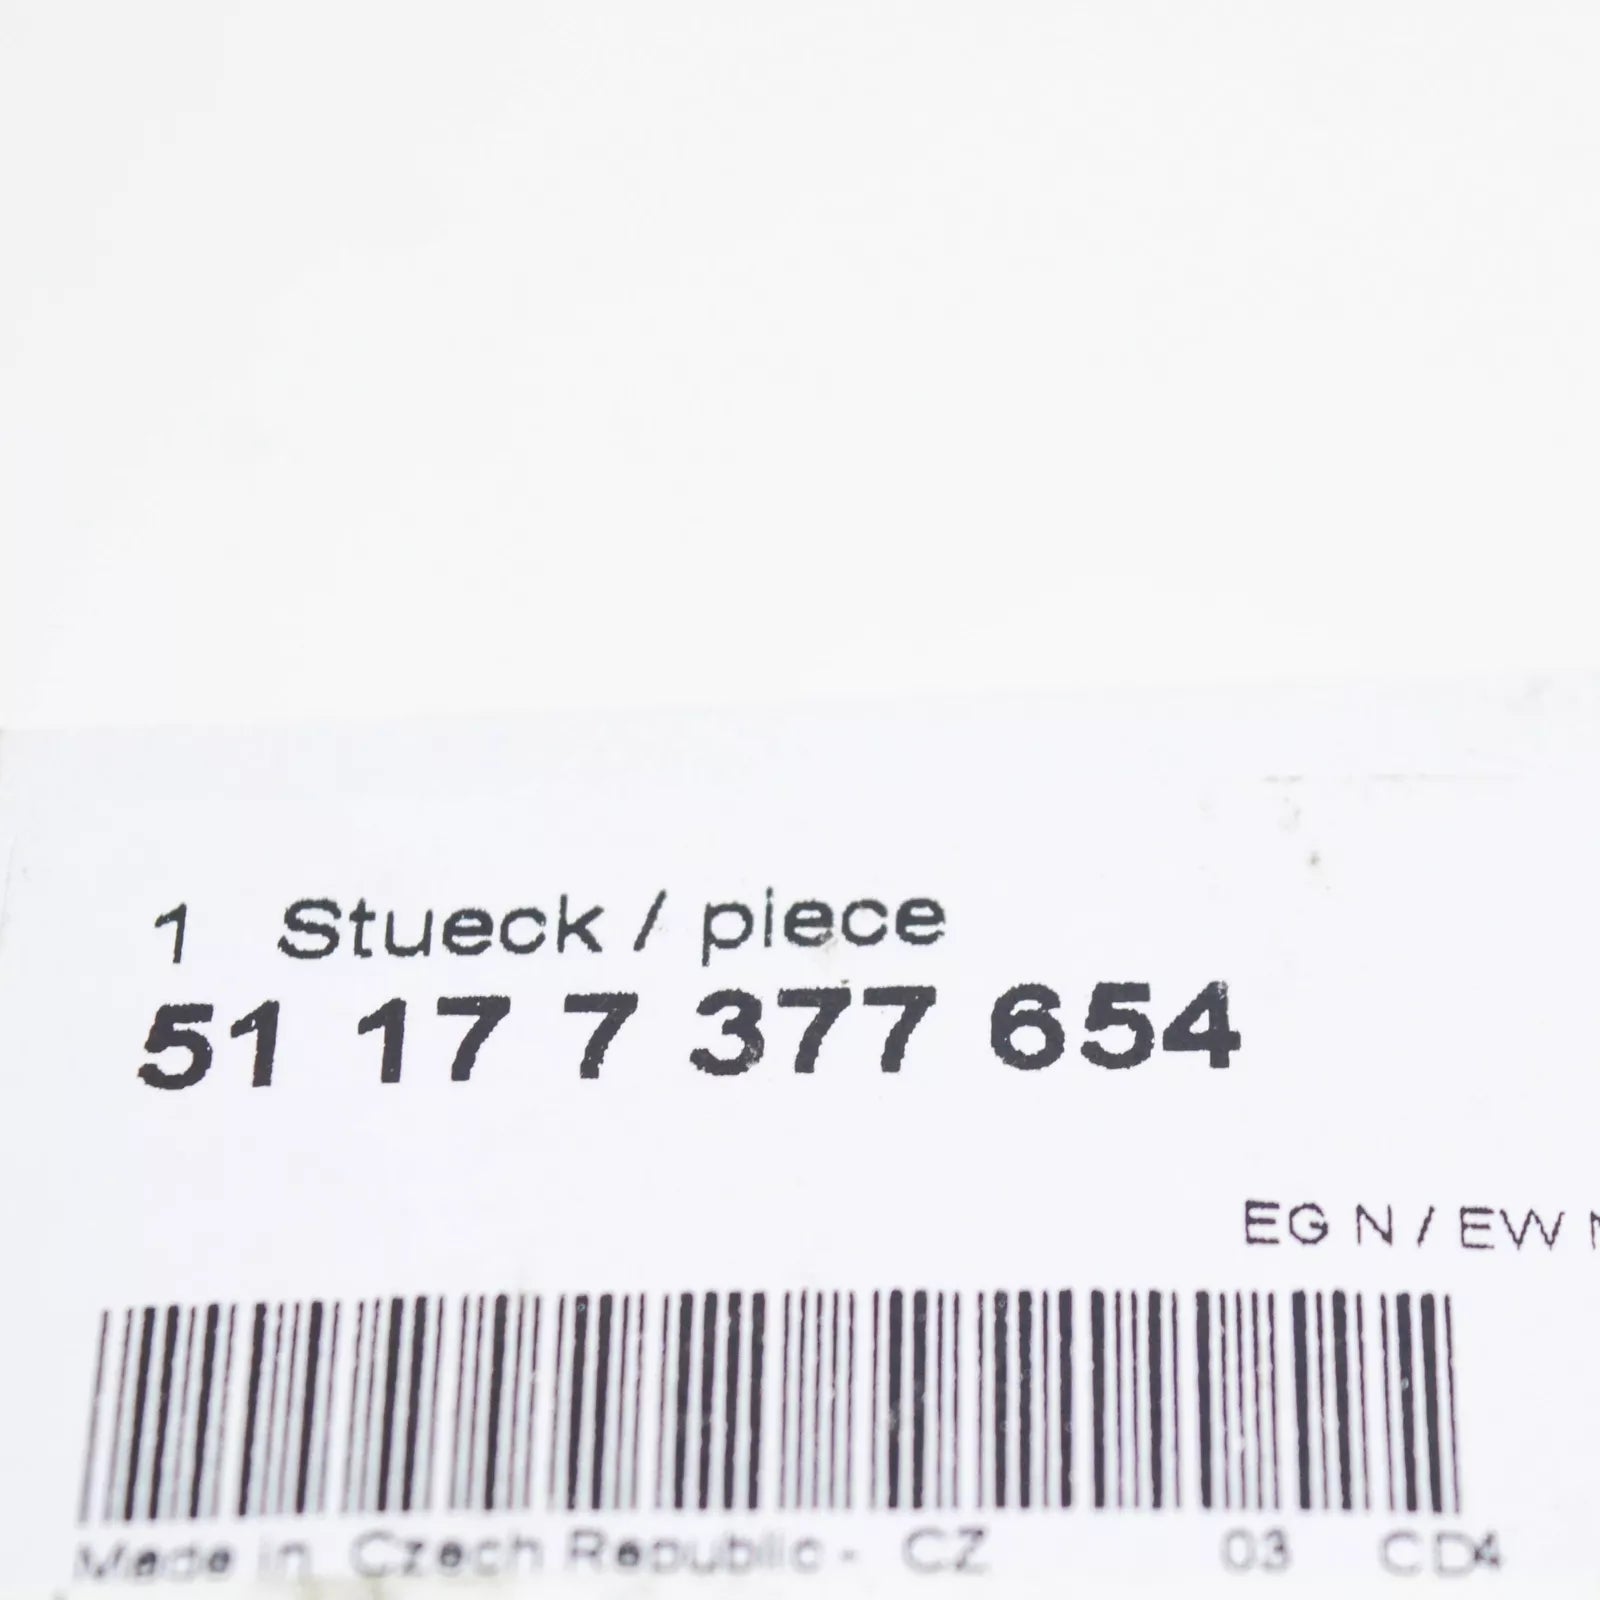 1 Stueck / piece
51 17 7 377 654
EG N / EW
Made in Czech Republic - CZ 03 CD4